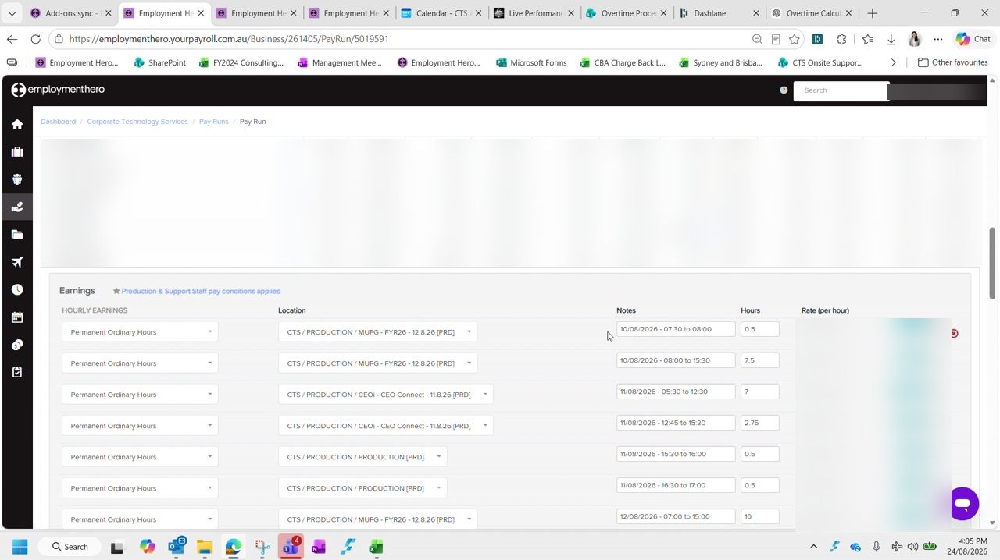 Add-on sync -
Employment He
Employment He
Employment He
Calendar - CTS
Live Performanc
Overtime Proce
Dashlane
Overtime Calcul
https://employmenthero.yourpayroll.com.au/Business/261405/PayRun/5019591
Chat
Employment Hero...
SharePoint
FY2024 Consulting...
Management Mee...
Employment Hero...
Microsoft Forms
CBA Charge Back L...
Sydney and Brisba...
CTS Onsite Suppor...
Other favourites
employmenthero
Search
Dashboard / Corporate Technology Services / Pay Runs / Pay Run
Earnings
Production & Support Staff pay conditions applied
HOURLY EARNINGS Location Notes Hours Rate (per hour)
Permanent Ordinary Hours CTS / PRODUCTION / MUFG - FYR26 - 12.8.26 [PRD] 10/08/2026 - 07:30 to 08:00 0.5
Permanent Ordinary Hours CTS / PRODUCTION / MUFG - FYR26 - 12.8.26 [PRD] 10/08/2026 - 08:00 to 15:30 7.5
Permanent Ordinary Hours CTS / PRODUCTION / CEOi - CEO Connect - 11.8.26 [PRD] 11/08/2026 - 05:30 to 12:30 7
Permanent Ordinary Hours CTS / PRODUCTION / CEOi - CEO Connect - 11.8.26 [PRD] 11/08/2026 - 12:45 to 15:30 2.75
Permanent Ordinary Hours CTS / PRODUCTION / PRODUCTION [PRD] 11/08/2026 - 15:30 to 16:00 0.5
Permanent Ordinary Hours CTS / PRODUCTION / PRODUCTION [PRD] 11/08/2026 - 16:30 to 17:00 0.5
Permanent Ordinary Hours CTS / PRODUCTION / MUFG - FYR26 - 12.8.26 [PRD] 12/08/2026 - 07:00 to 15:00 10
Search
4
4:05 PM
24/08/2026